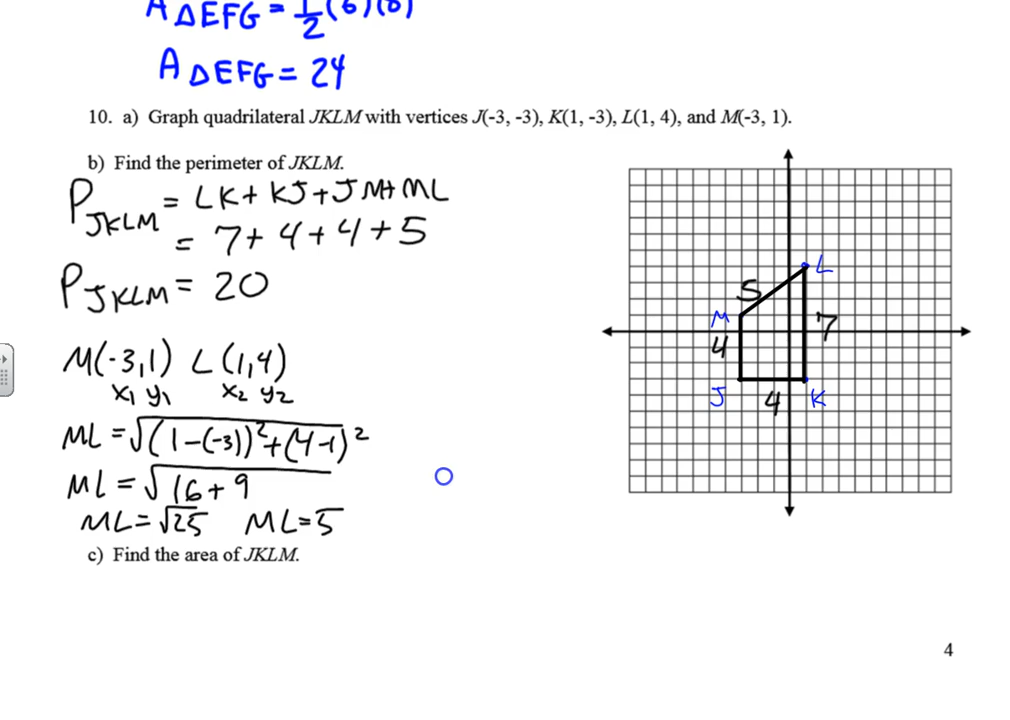 A △EFG = 1/2 (6)(8)
A △EFG = 24
10. a) Graph quadrilateral JKLM with vertices J(-3, -3), K(1, -3), L(1, 4), and M(-3, 1).
b) Find the perimeter of JKLM.
P JKLM = LK + KJ + JM + ML
= 7 + 4 + 4 + 5
P JKLM = 20
M(-3,1) L(1,4)
x₁ y₁ x₂ y₂
ML = √(1-(-3))² + (4-1)²
ML = √16 + 9
ML = √25 ML = 5
c) Find the area of JKLM.
L
5
M
7
4
J
4
K
4